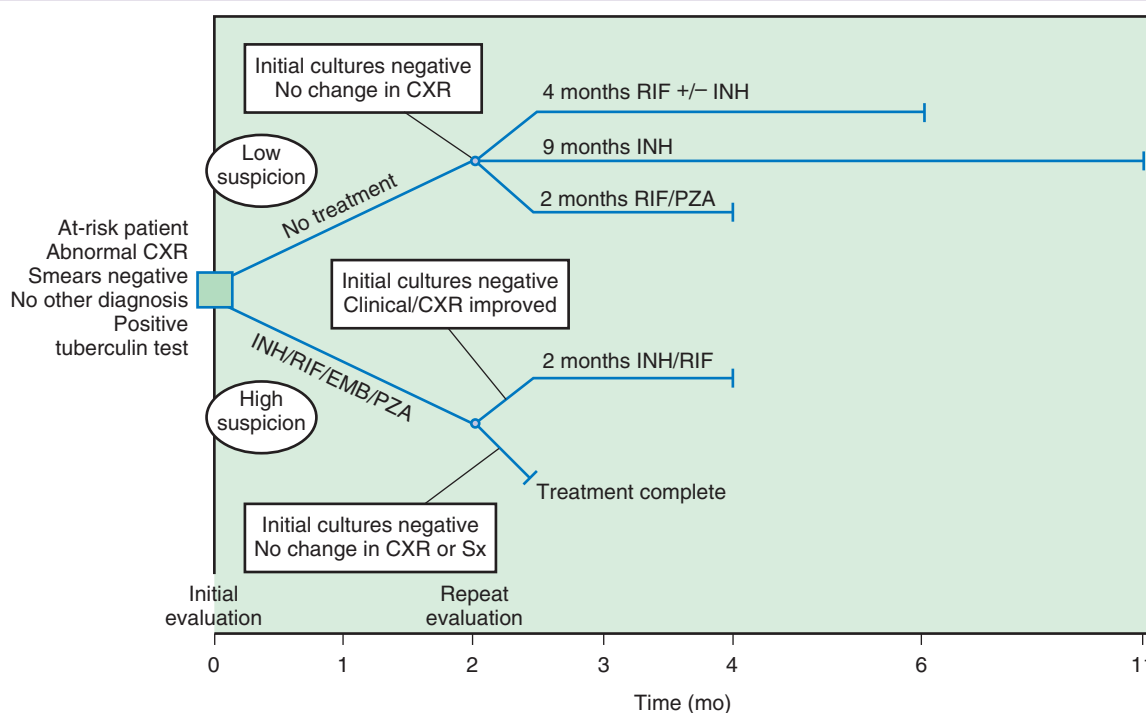 Initial cultures negative
No change in CXR
4 months RIF +/− INH
9 months INH
2 months RIF/PZA
Low
suspicion
No treatment
At-risk patient
Abnormal CXR
Smears negative
No other diagnosis
Positive
tuberculin test
Initial cultures negative
Clinical/CXR improved
INH/RIF/EMB/PZA
2 months INH/RIF
High
suspicion
Treatment complete
Initial cultures negative
No change in CXR or Sx
Initial
evaluation
Repeat
evaluation
0 1 2 3 4 6
Time (mo)